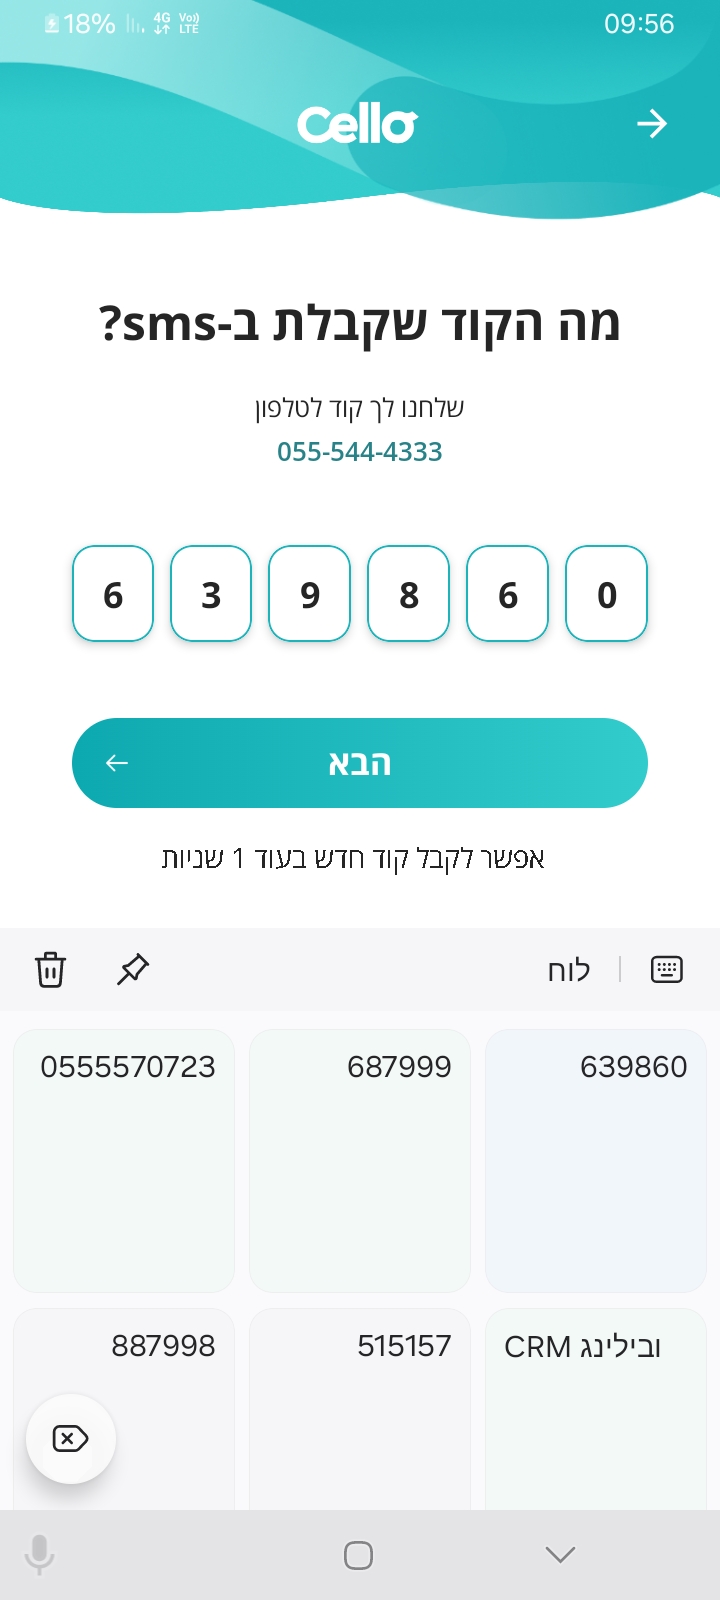 18% 4G Vo)) LTE 09:56
Cello
מה הקוד שקבלת ב-sms?
שלחנו לך קוד לטלפון
055-544-4333
6 3 9 8 6 0
הבא
אפשר לקבל קוד חדש בעוד 1 שניות
לוח
639860 687999 0555570723
ובילינג CRM 515157 887998